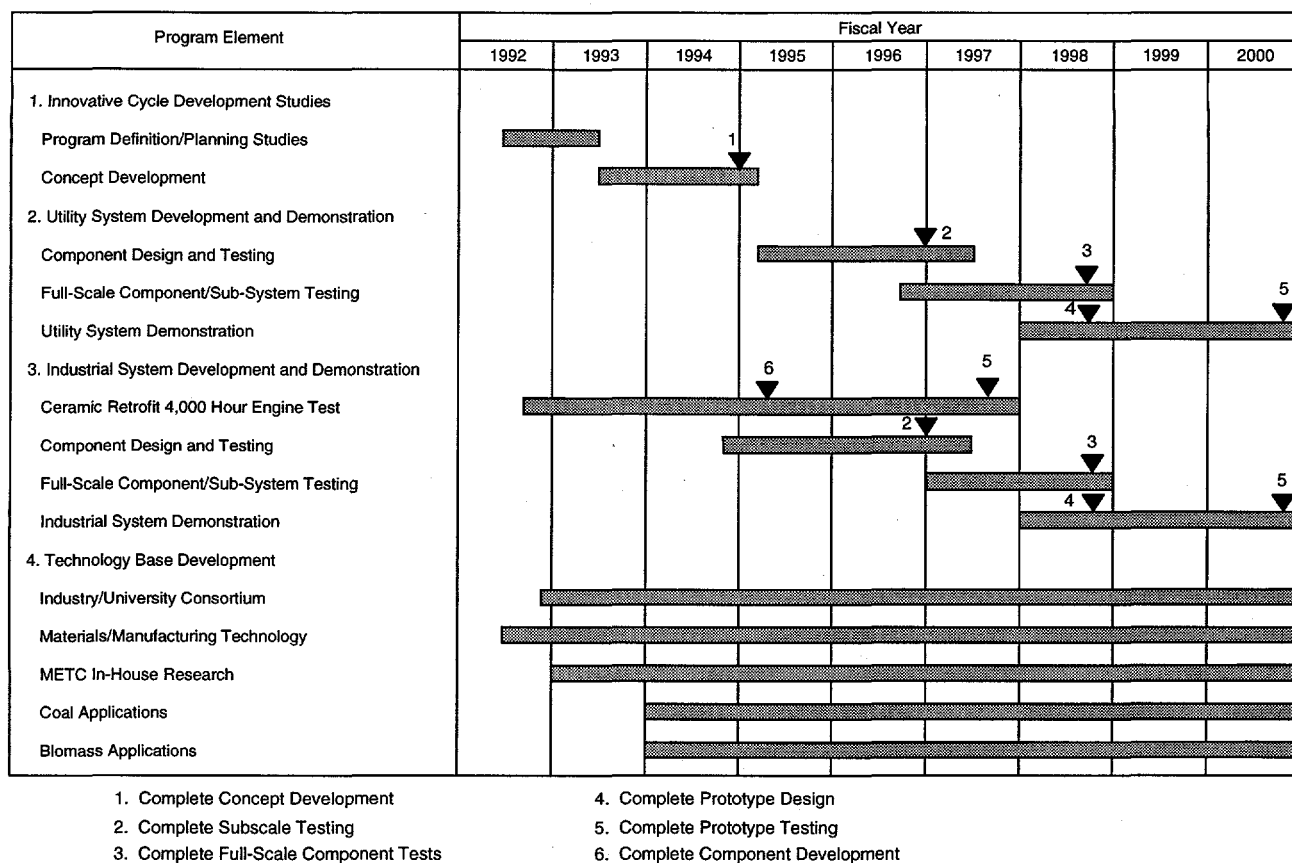 Program Element
Fiscal Year
1992 1993 1994 1995 1996 1997 1998 1999 2000
1. Innovative Cycle Development Studies
Program Definition/Planning Studies
1
Concept Development
2. Utility System Development and Demonstration
2
Component Design and Testing
3
Full-Scale Component/Sub-System Testing
5
4
Utility System Demonstration
3. Industrial System Development and Demonstration
6 5
Ceramic Retrofit 4,000 Hour Engine Test
2
Component Design and Testing
3
Full-Scale Component/Sub-System Testing
5
4
Industrial System Demonstration
4. Technology Base Development
Industry/University Consortium
Materials/Manufacturing Technology
METC In-House Research
Coal Applications
Biomass Applications
1. Complete Concept Development
2. Complete Subscale Testing
3. Complete Full-Scale Component Tests
4. Complete Prototype Design
5. Complete Prototype Testing
6. Complete Component Development